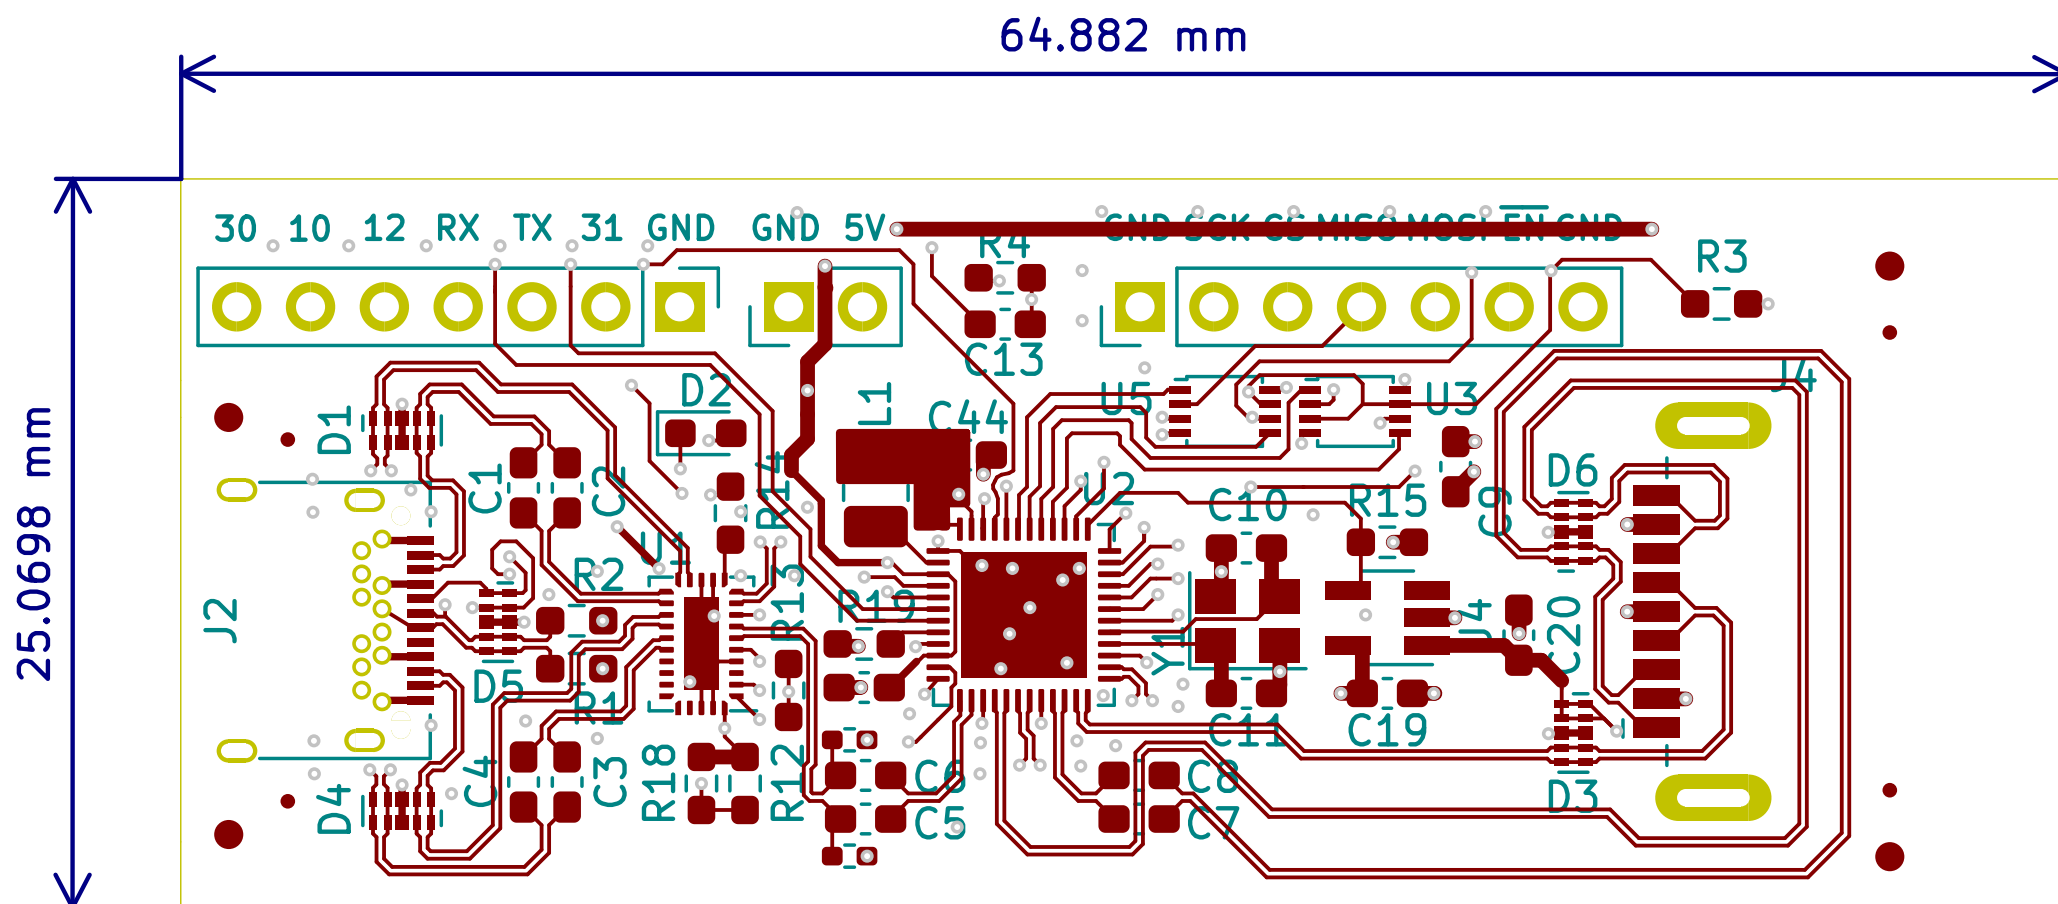 64.882 mm
25.0698 mm
30 10 12 RX TX 31 GND GND 5V GND SCK CS MISO MOSI EN GND
R4
R3
C13
J4
D2
L1
U5
U3
D1
C44
C1
C2
R14
U2
C10
R15
C9
D6
U1
R2
R13
R19
J2
Y1
J4
C20
D5
R1
C11
C19
C4
C3
R18
R12
C6
C8
D4
C5
C7
D3